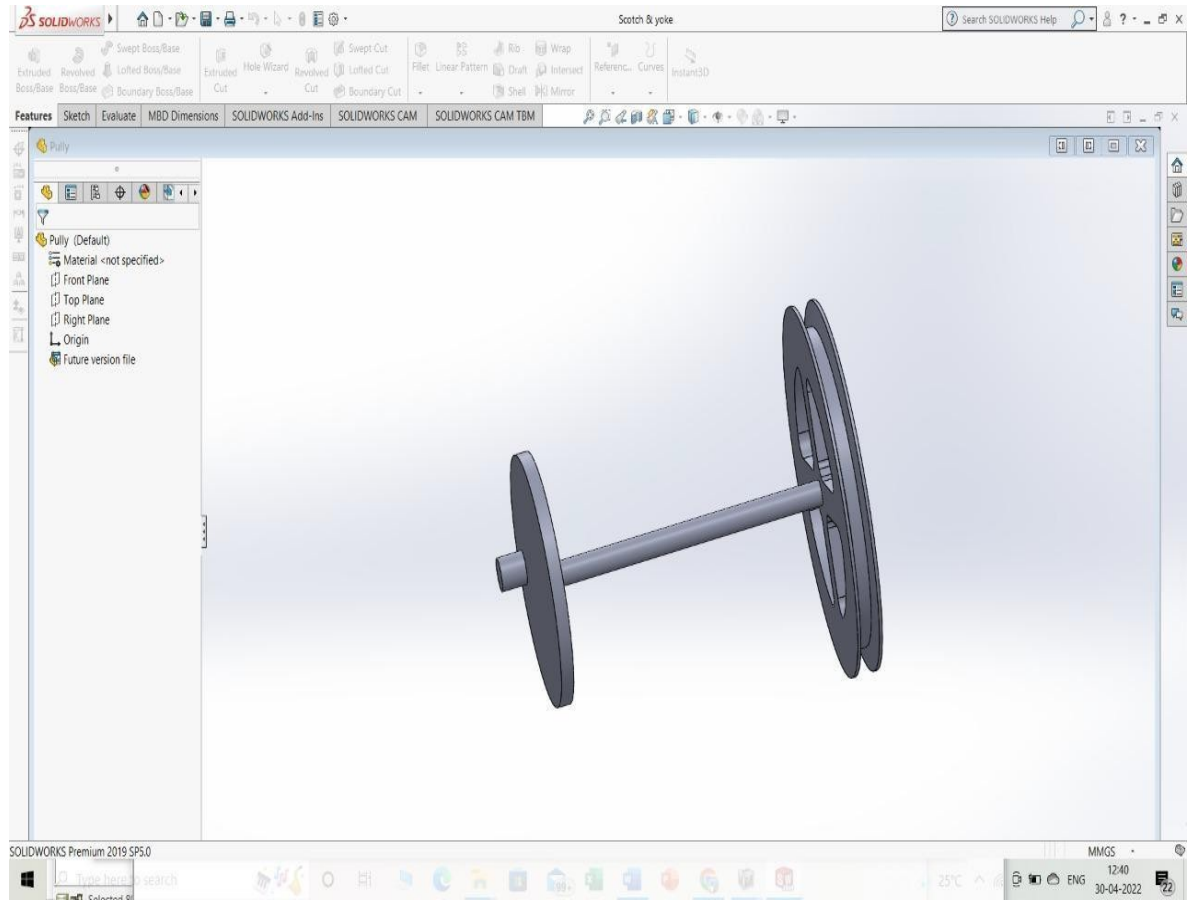 SOLIDWORKS
Scotch & yoke
Search SOLIDWORKS Help
Extruded Boss/Base
Revolved Boss/Base
Swept Boss/Base
Lofted Boss/Base
Boundary Boss/Base
Extruded Cut
Hole Wizard
Revolved Cut
Swept Cut
Lofted Cut
Boundary Cut
Fillet
Linear Pattern
Rib
Draft
Shell
Wrap
Intersect
Mirror
Referenc...
Curves
Instant3D
Features Sketch Evaluate MBD Dimensions SOLIDWORKS Add-Ins SOLIDWORKS CAM SOLIDWORKS CAM TBM
Pully
Pully (Default)
Material <not specified>
Front Plane
Top Plane
Right Plane
Origin
Future version file
SOLIDWORKS Premium 2019 SP5.0
MMGS
Type here to search
99+
25°C
ENG
12:40
30-04-2022
22